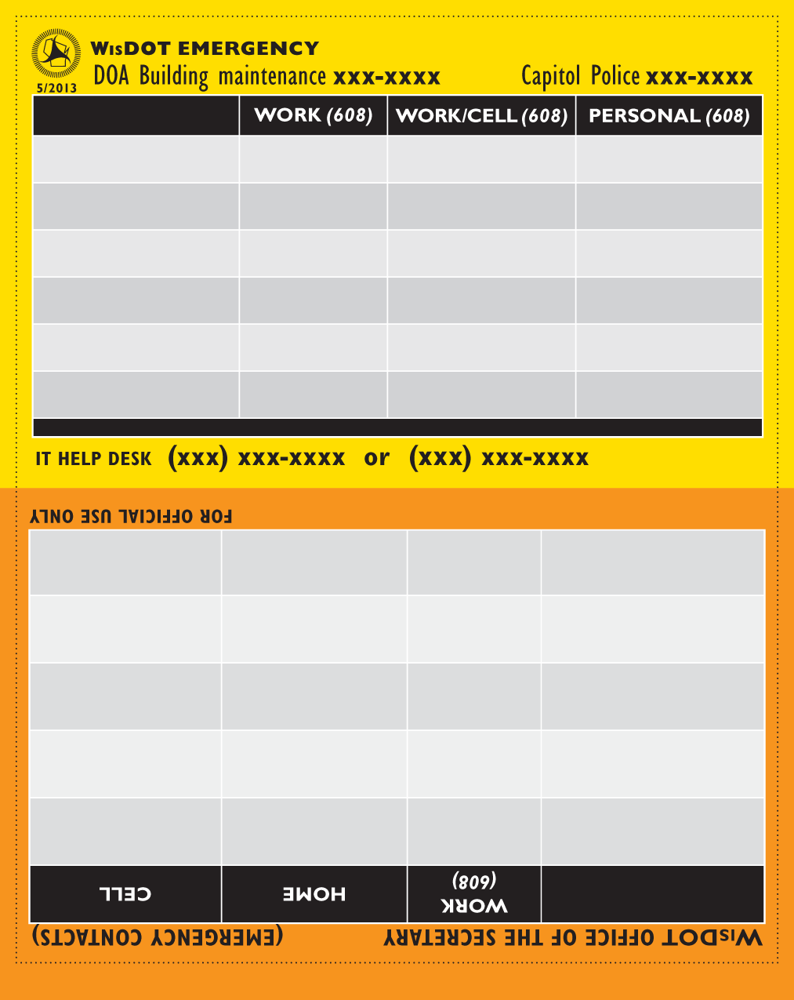 WisDOT EMERGENCY
DOA Building maintenance xxx-xxxx Capitol Police xxx-xxxx
5/2013
WORK (608) WORK/CELL (608) PERSONAL (608)
IT HELP DESK (xxx) xxx-xxxx or (xxx) xxx-xxxx
WisDOT OFFICE OF THE SECRETARY (EMERGENCY CONTACTS)
WORK (608) HOME CELL
FOR OFFICIAL USE ONLY